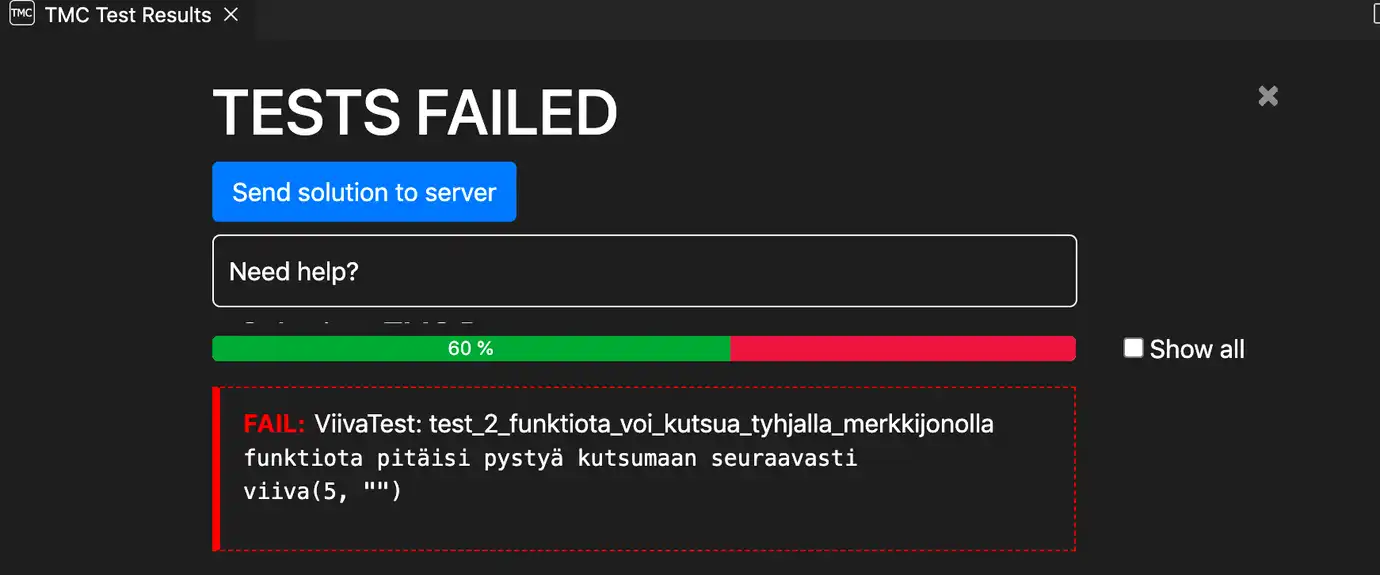 TMC TMC Test Results
TESTS FAILED
Send solution to server
Need help?
60 %
Show all
FAIL: ViivaTest: test_2_funktiota_voi_kutsua_tyhjalla_merkkijonolla
funktiota pitäisi pystyä kutsumaan seuraavasti
viiva(5, "")